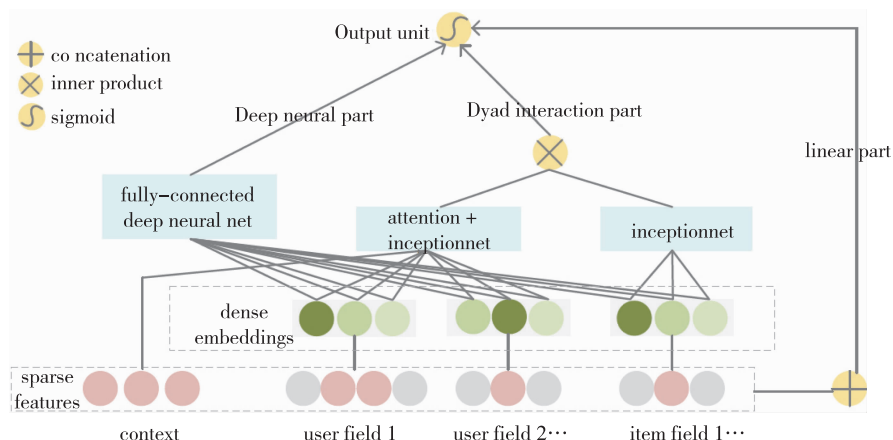 Output unit
co ncatenation
inner product
sigmoid
Deep neural part
Dyad interaction part
linear part
fully-connected
deep neural net
attention +
inceptionnet
inceptionnet
dense
embeddings
sparse
features
context
user field 1
user field 2···
item field 1···